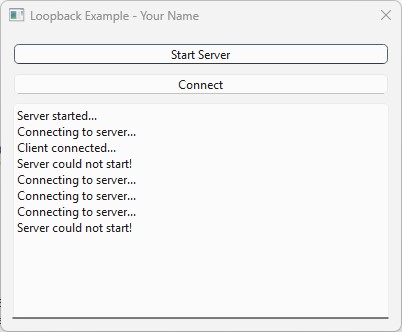 Loopback Example - Your Name
Start Server
Connect
Server started...
Connecting to server...
Client connected...
Server could not start!
Connecting to server...
Connecting to server...
Connecting to server...
Server could not start!